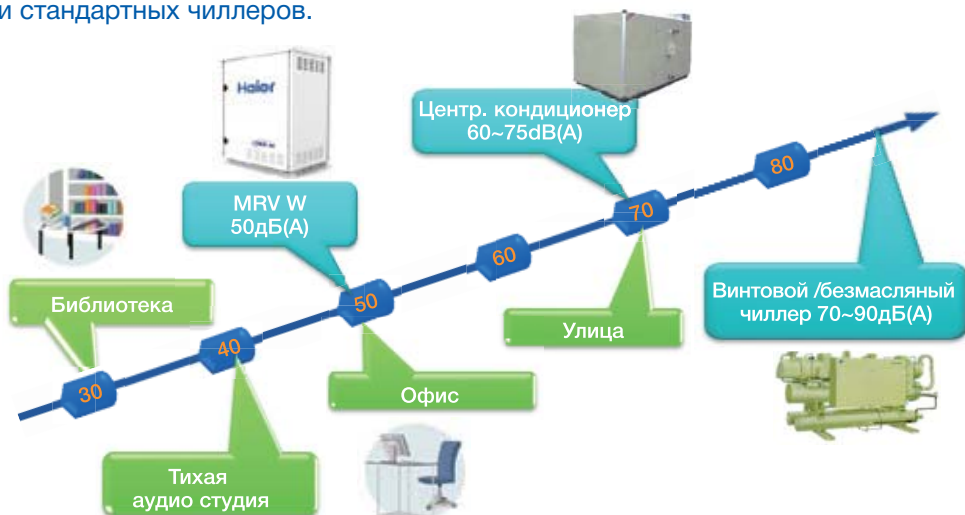 и стандартных чиллеров.
Haier
Центр. кондиционер
60~75dB(A)
80
MRV W
50дБ(A)
70
60
Библиотека
50
Винтовой /безмасляный
чиллер 70~90дБ(A)
Улица
40
30
Офис
Тихая
аудио студия